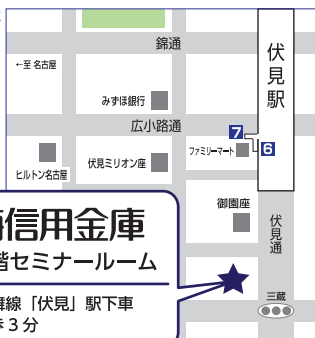 錦通
伏見駅
←至 名古屋
みずほ銀行
広小路通
7
ファミリーマート
6
伏見ミリオン座
ヒルトン名古屋
御園座
伏見通
信用金庫
階セミナールーム
三蔵
線「伏見」駅下車
歩3分